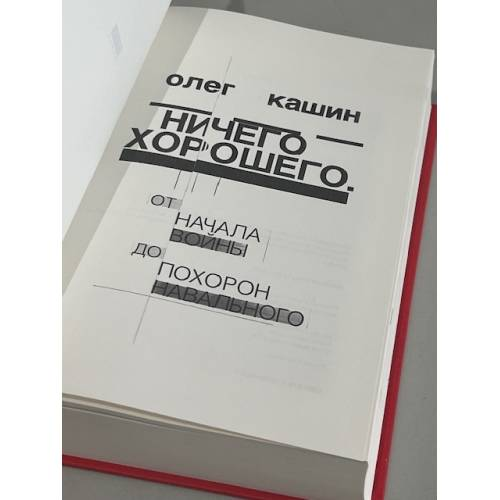 олег кашин
НИЧЕГО
ХОРОШЕГО.
от
НАЧАЛА
ВОЙНЫ
ДО
ПОХОРОН
НАВАЛЬНОГО